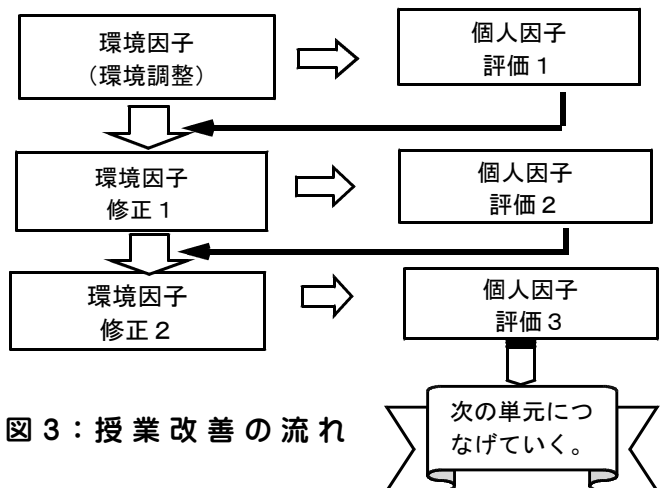 環境因子
（環境調整）
個人因子
評価１
環境因子
修正１
個人因子
評価２
環境因子
修正２
個人因子
評価３
次の単元につ
なげていく。
図３：授業改善の流れ